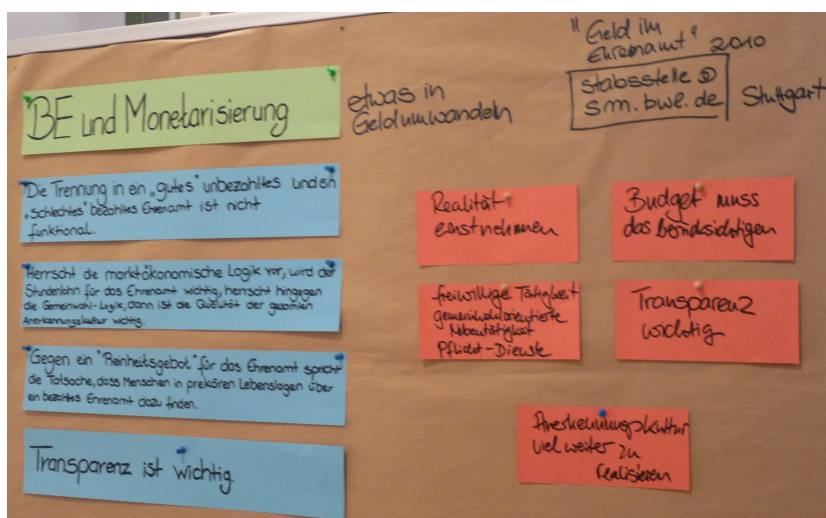 BE und Monetarisierung
etwas in
Geld umwandeln
"Geld im
Ehrenamt" 2010
stabsstelle @
sm.bwl.de
Stuttgart
Die Trennung in ein „gutes" unbezahltes und ein
„schlechtes" bezahltes Ehrenamt ist nicht
funktional.
Herrscht die marktökonomische Logik vor, wird der
Stundenlohn für das Ehrenamt wichtig, herrscht hingegen
die Gemeinwohl-Logik, dann ist die Qualität der gesamten
Anerkennungskultur wichtig.
Gegen ein "Reinheitsgebot" für das Ehrenamt spricht
die Tatsache, dass Menschen in prekären Lebenslagen über
ein bezahltes Ehrenamt dazu finden.
Transparenz ist wichtig.
Realität
ernst nehmen
Budget muss
das berücksichtigen
freiwillige Tätigkeit
gemeinwohlorientierte
Nebentätigkeit
Pflicht-Dienste
Transparenz
wichtig
Anerkennungskultur
viel weiter zu
realisieren